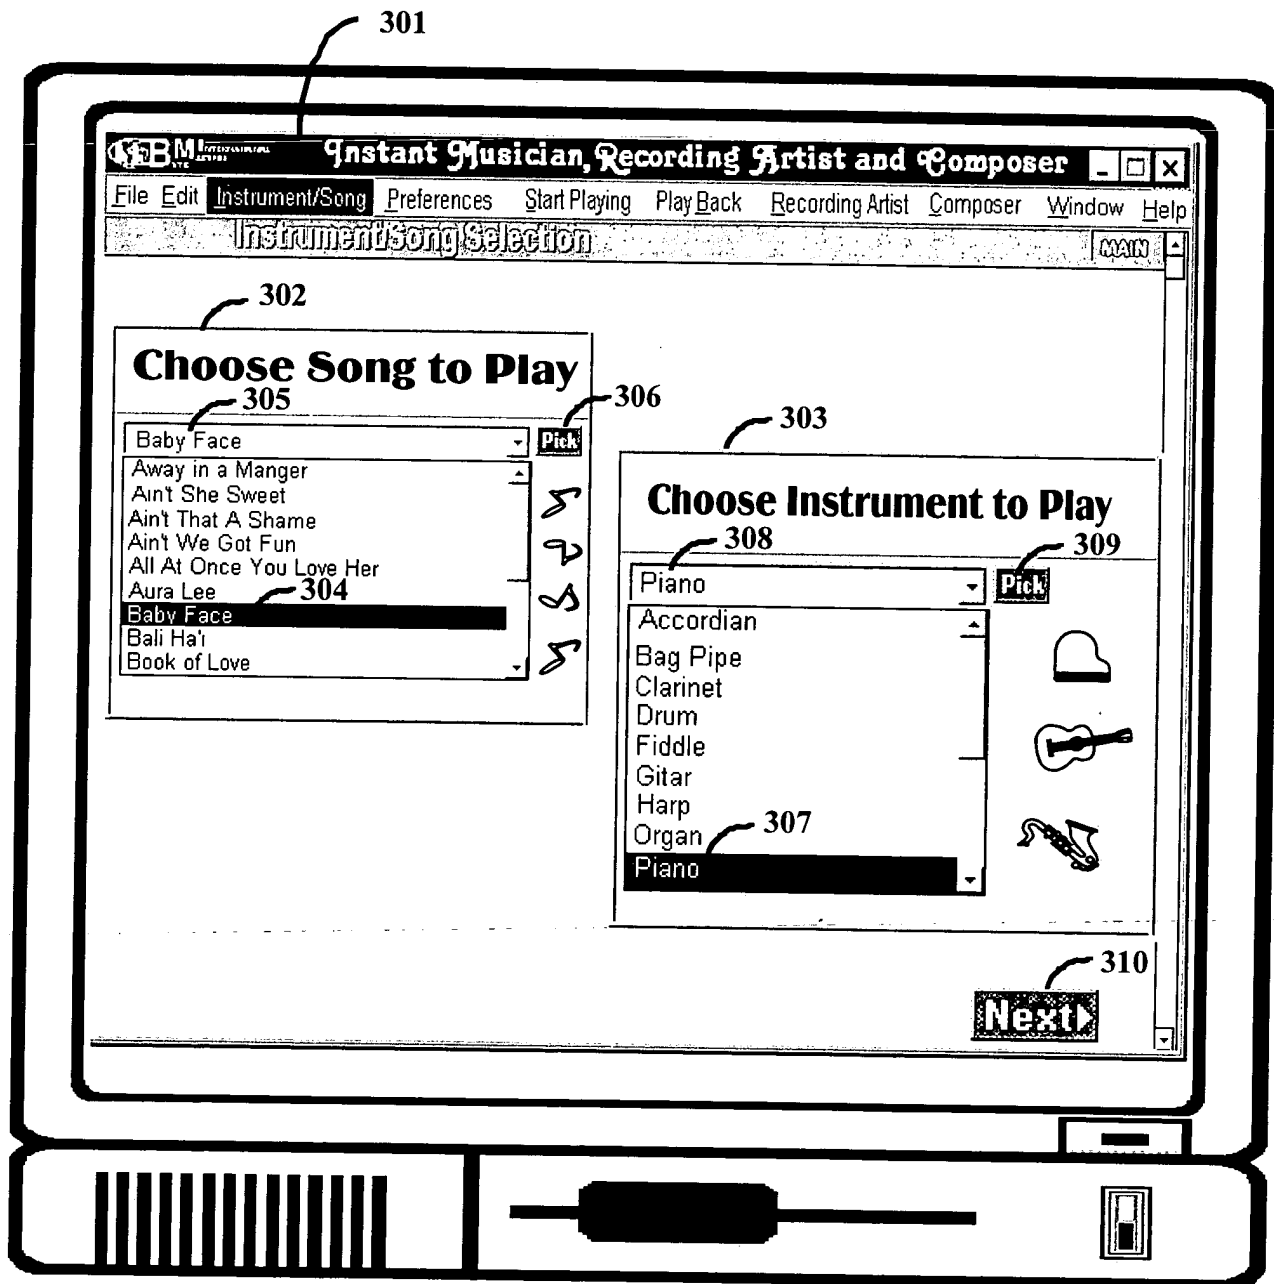 301
Instant Musician, Recording Artist and Composer
File Edit Instrument/Song Preferences Start Playing Play Back Recording Artist Composer Window Help
Instrument/Song Selection MAIN
302
Choose Song to Play
305
306
Baby Face Pick
Away in a Manger
Ain't She Sweet
Ain't That A Shame
Ain't We Got Fun
All At Once You Love Her
Aura Lee
304
Baby Face
Bali Ha'i
Book of Love
303
Choose Instrument to Play
308
309
Piano Pick
Accordian
Bag Pipe
Clarinet
Drum
Fiddle
Gitar
Harp
Organ
307
Piano
310
Next